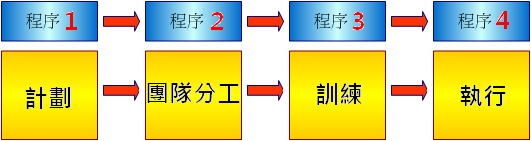 程序 1 程序 2 程序 3 程序 4
計劃 團隊分工 訓練 執行